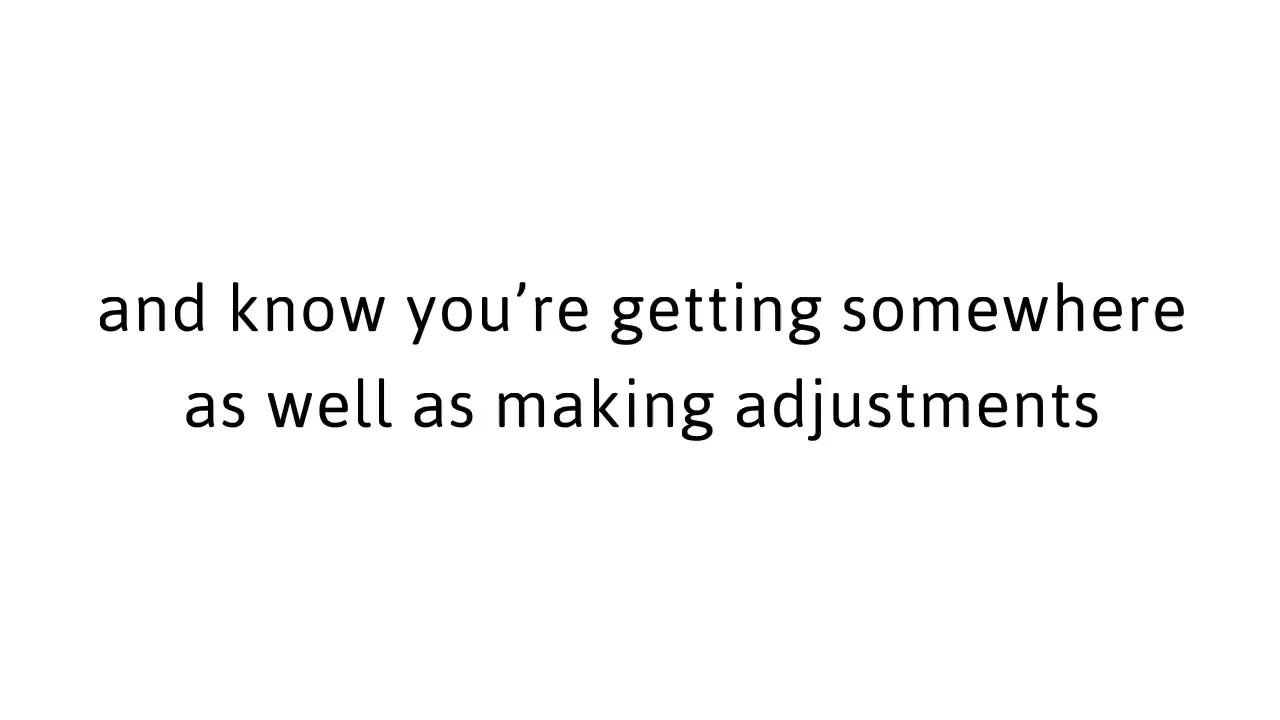 and know you’re getting somewhere
as well as making adjustments